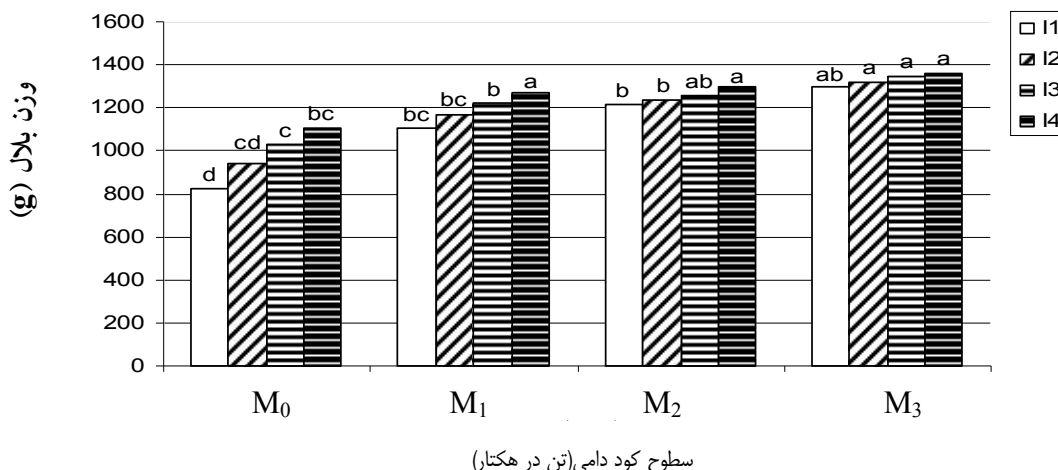 وزن بلال (g)
1600
1400
1200
1000
800
600
400
200
0
d cd c bc
bc bc b a
b b ab a
ab a a a
I1
I2
I3
I4
M₀ M₁ M₂ M₃
سطوح کود دامی(تن در هکتار)